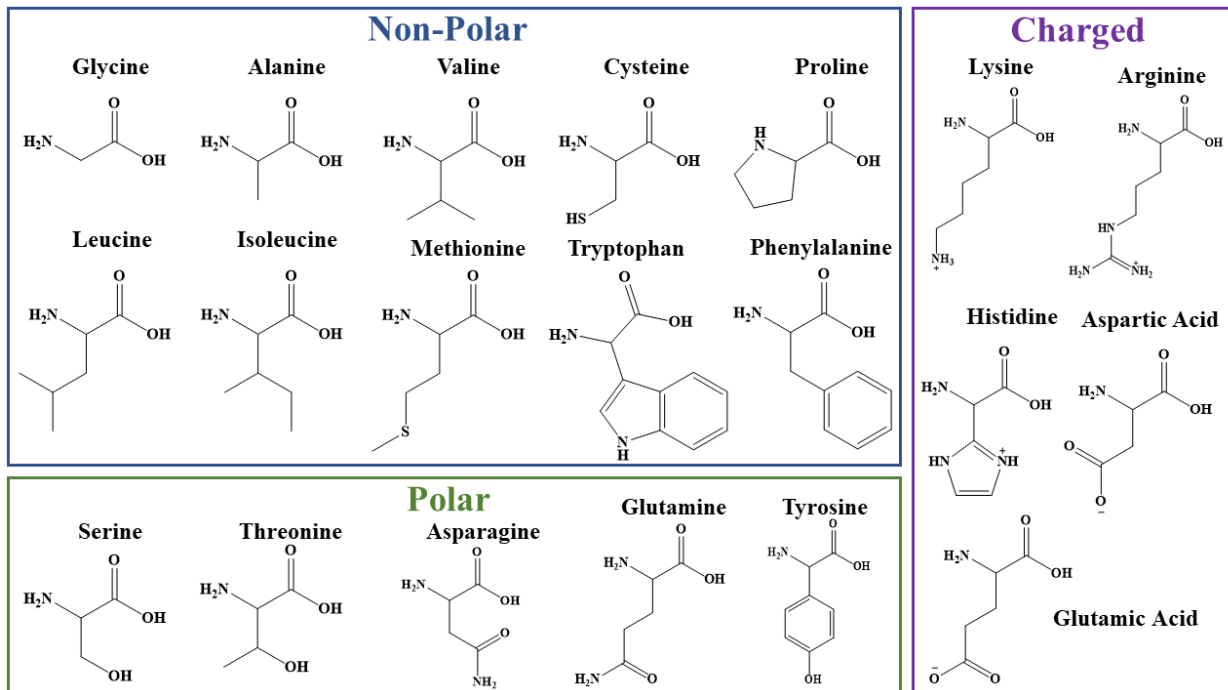 Non-Polar
Glycine Alanine Valine Cysteine Proline
O O O O O
H
H₂N H₂N H₂N H₂N N
OH OH OH OH OH
HS
Leucine Isoleucine Methionine Tryptophan Phenylalanine
O O O O O
H₂N OH H₂N OH H₂N OH H₂N OH H₂N OH
S N
H
Polar
Serine Threonine Asparagine Glutamine Tyrosine
O O O O O
H₂N OH H₂N OH H₂N OH H₂N OH H₂N OH
OH OH O H₂N O HO
NH₂
Charged
Lysine Arginine
O O
H₂N OH H₂N OH
HN
NH₃ H₂N NH₂
+ +
Histidine Aspartic Acid
O O
H₂N OH H₂N OH
HN NH + O
O
−
O
H₂N OH
Glutamic Acid
−
O O